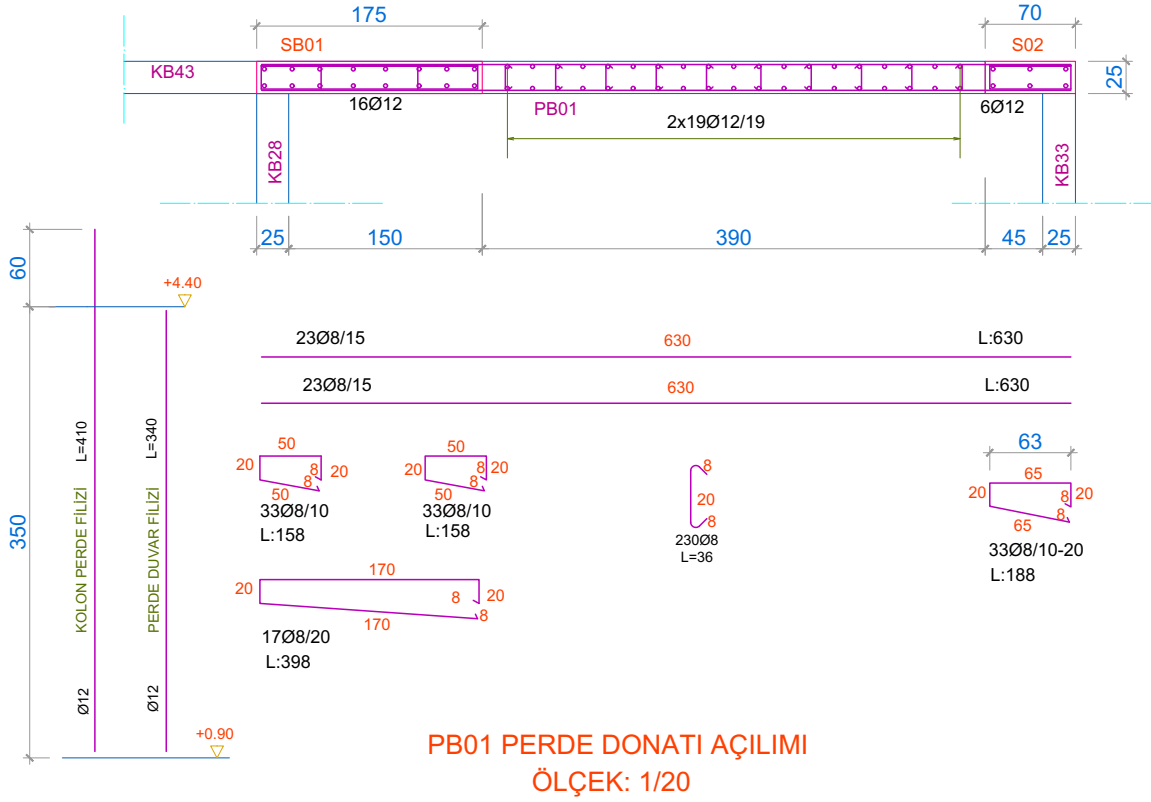 175
70
SB01
S02
KB43
25
16Ø12
PB01
2x19Ø12/19
6Ø12
KB28
KB33
25
150
390
45
25
60
+4.40
23Ø8/15
630
L:630
23Ø8/15
630
L:630
350
KOLON PERDE FİLİZİ
L=410
Ø12
PERDE DUVAR FİLİZİ
L=340
Ø12
50
20
8
20
8
50
33Ø8/10
L:158
50
20
8
20
8
50
33Ø8/10
L:158
8
20
8
230Ø8
L=36
63
65
20
8
20
8
65
33Ø8/10-20
L:188
170
20
8
20
8
170
17Ø8/20
L:398
+0.90
PB01 PERDE DONATI AÇILIMI
ÖLÇEK: 1/20